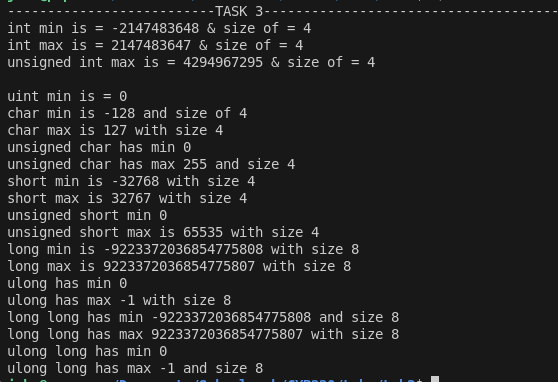 --------------------------TASK 3-----------------------------------
int min is = -2147483648 & size of = 4
int max is = 2147483647 & size of = 4
unsigned int max is = 4294967295 & size of = 4
uint min is = 0
char min is -128 and size of 4
char max is 127 with size 4
unsigned char has min 0
unsigned char has max 255 and size 4
short min is -32768 with size 4
short max is 32767 with size 4
unsigned short min 0
unsigned short max is 65535 with size 4
long min is -9223372036854775808 with size 8
long max is 9223372036854775807 with size 8
ulong has min 0
ulong has max -1 with size 8
long long has min -9223372036854775808 and size 8
long long has max 9223372036854775807 with size 8
ulong long has min 0
ulong long has max -1 and size 8